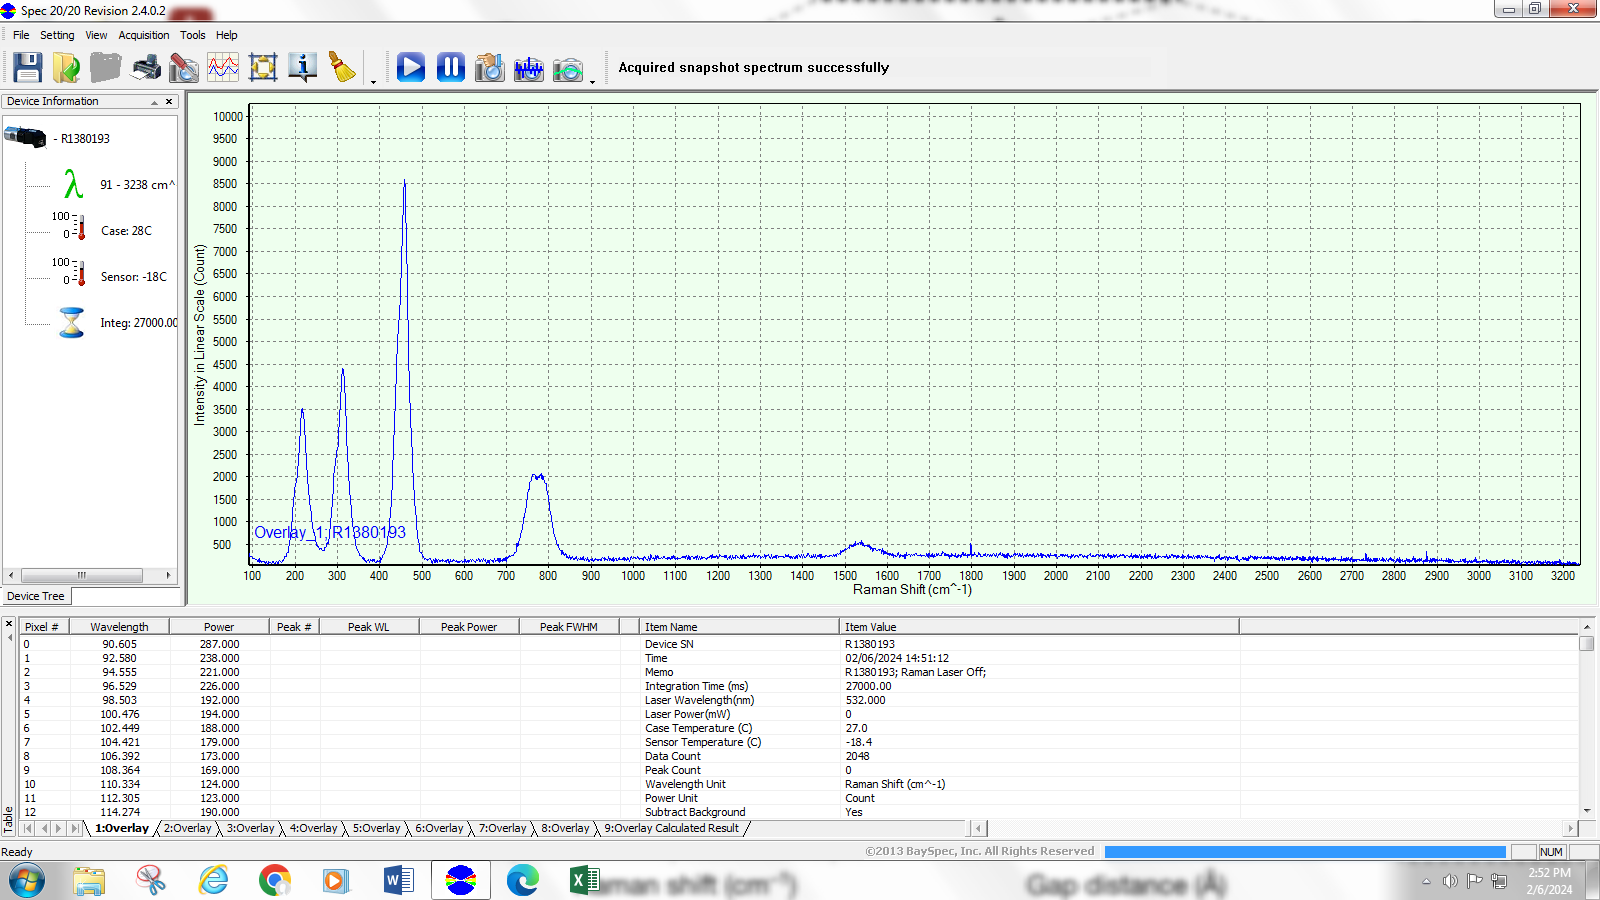 Spec 20/20 Revision 2.4.0.2
File Setting View Acquisition Tools Help
Acquired snapshot spectrum successfully
Device Information
- R1380193
91 - 3238 cm^
100
0
Case: 28C
100
0
Sensor: -18C
Integ: 27000.00
Device Tree
Intensity in Linear Scale (Count)
10000
9500
9000
8500
8000
7500
7000
6500
6000
5500
5000
4500
4000
3500
3000
2500
2000
1500
1000
500
Overlay_1; R1380193
100 200 300 400 500 600 700 800 900 1000 1100 1200 1300 1400 1500 1600 1700 1800 1900 2000 2100 2200 2300 2400 2500 2600 2700 2800 2900 3000 3100 3200
Raman Shift (cm^-1)
Table
Pixel # Wavelength Power Peak # Peak WL Peak Power Peak FWHM Item Name Item Value
0 90.605 287.000 Device SN R1380193
1 92.580 238.000 Time 02/06/2024 14:51:12
2 94.555 221.000 Memo R1380193; Raman Laser Off;
3 96.529 226.000 Integration Time (ms) 27000.00
4 98.503 192.000 Laser Wavelength(nm) 532.000
5 100.476 194.000 Laser Power(mW) 0
6 102.449 188.000 Case Temperature (C) 27.0
7 104.421 179.000 Sensor Temperature (C) -18.4
8 106.392 173.000 Data Count 2048
9 108.364 169.000 Peak Count 0
10 110.334 124.000 Wavelength Unit Raman Shift (cm^-1)
11 112.305 123.000 Power Unit Count
12 114.274 190.000 Subtract Background Yes
1:Overlay 2:Overlay 3:Overlay 4:Overlay 5:Overlay 6:Overlay 7:Overlay 8:Overlay 9:Overlay Calculated Result
Ready
©2013 BaySpec, Inc. All Rights Reserved
NUM
aman shift (cm⁻¹)
Gap distance (Å)
2:52 PM
2/6/2024